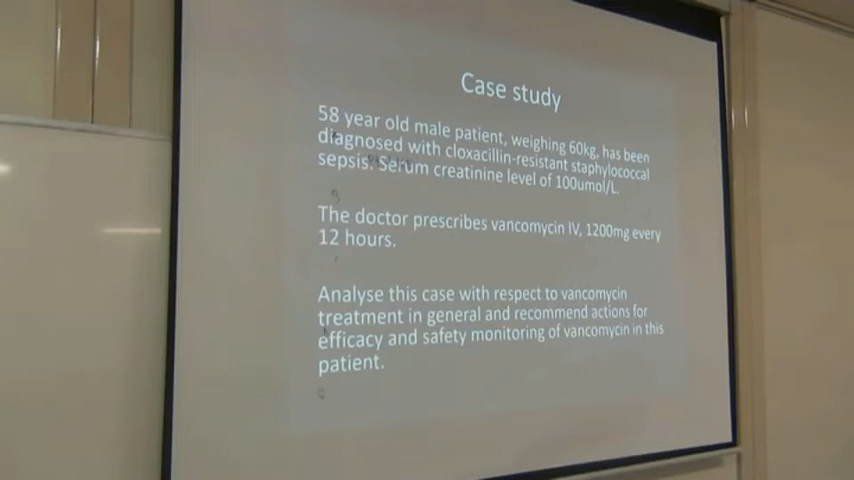 Case study
58 year old male patient, weighing 60kg, has been
diagnosed with cloxacillin-resistant staphylococcal
sepsis. Serum creatinine level of 100umol/L.
The doctor prescribes vancomycin IV, 1200mg every
12 hours.
Analyse this case with respect to vancomycin
treatment in general and recommend actions for
efficacy and safety monitoring of vancomycin in this
patient.